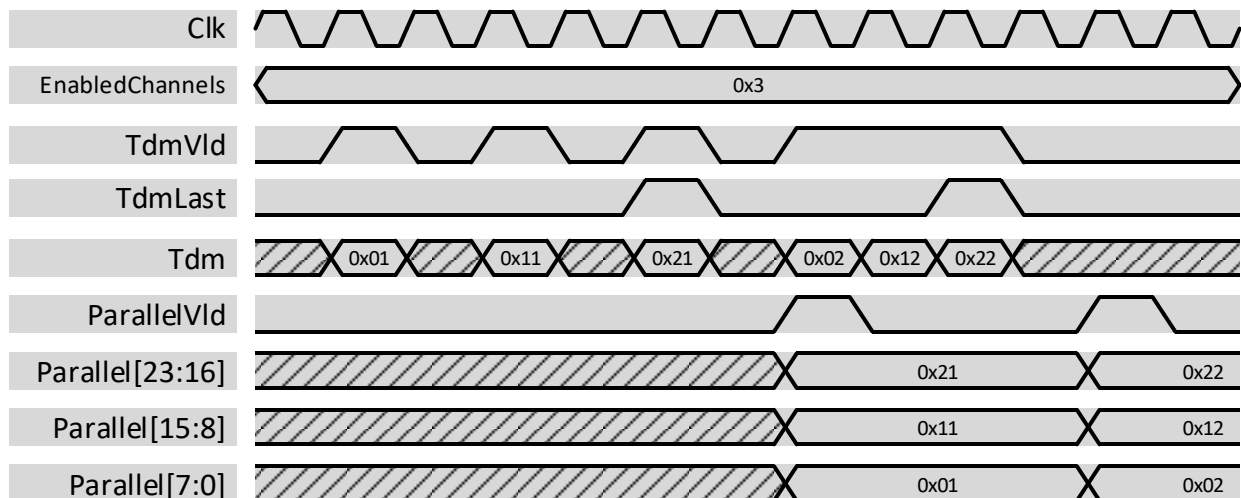 Clk
EnabledChannels 0x3
TdmVld
TdmLast
Tdm 0x01 0x11 0x21 0x02 0x12 0x22
ParallelVld
Parallel[23:16] 0x21 0x22
Parallel[15:8] 0x11 0x12
Parallel[7:0] 0x01 0x02